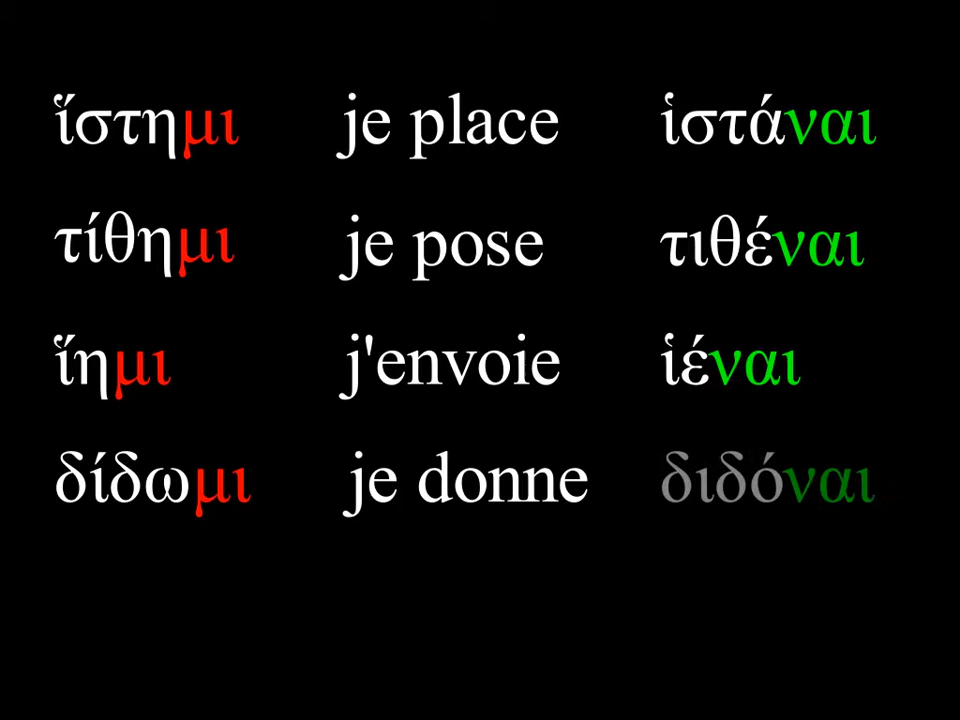 ἵστημι je place ἱστάναι
τίθημι je pose τιθέναι
ἵημι j'envoie ἱέναι
δίδωμι je donne διδόναι